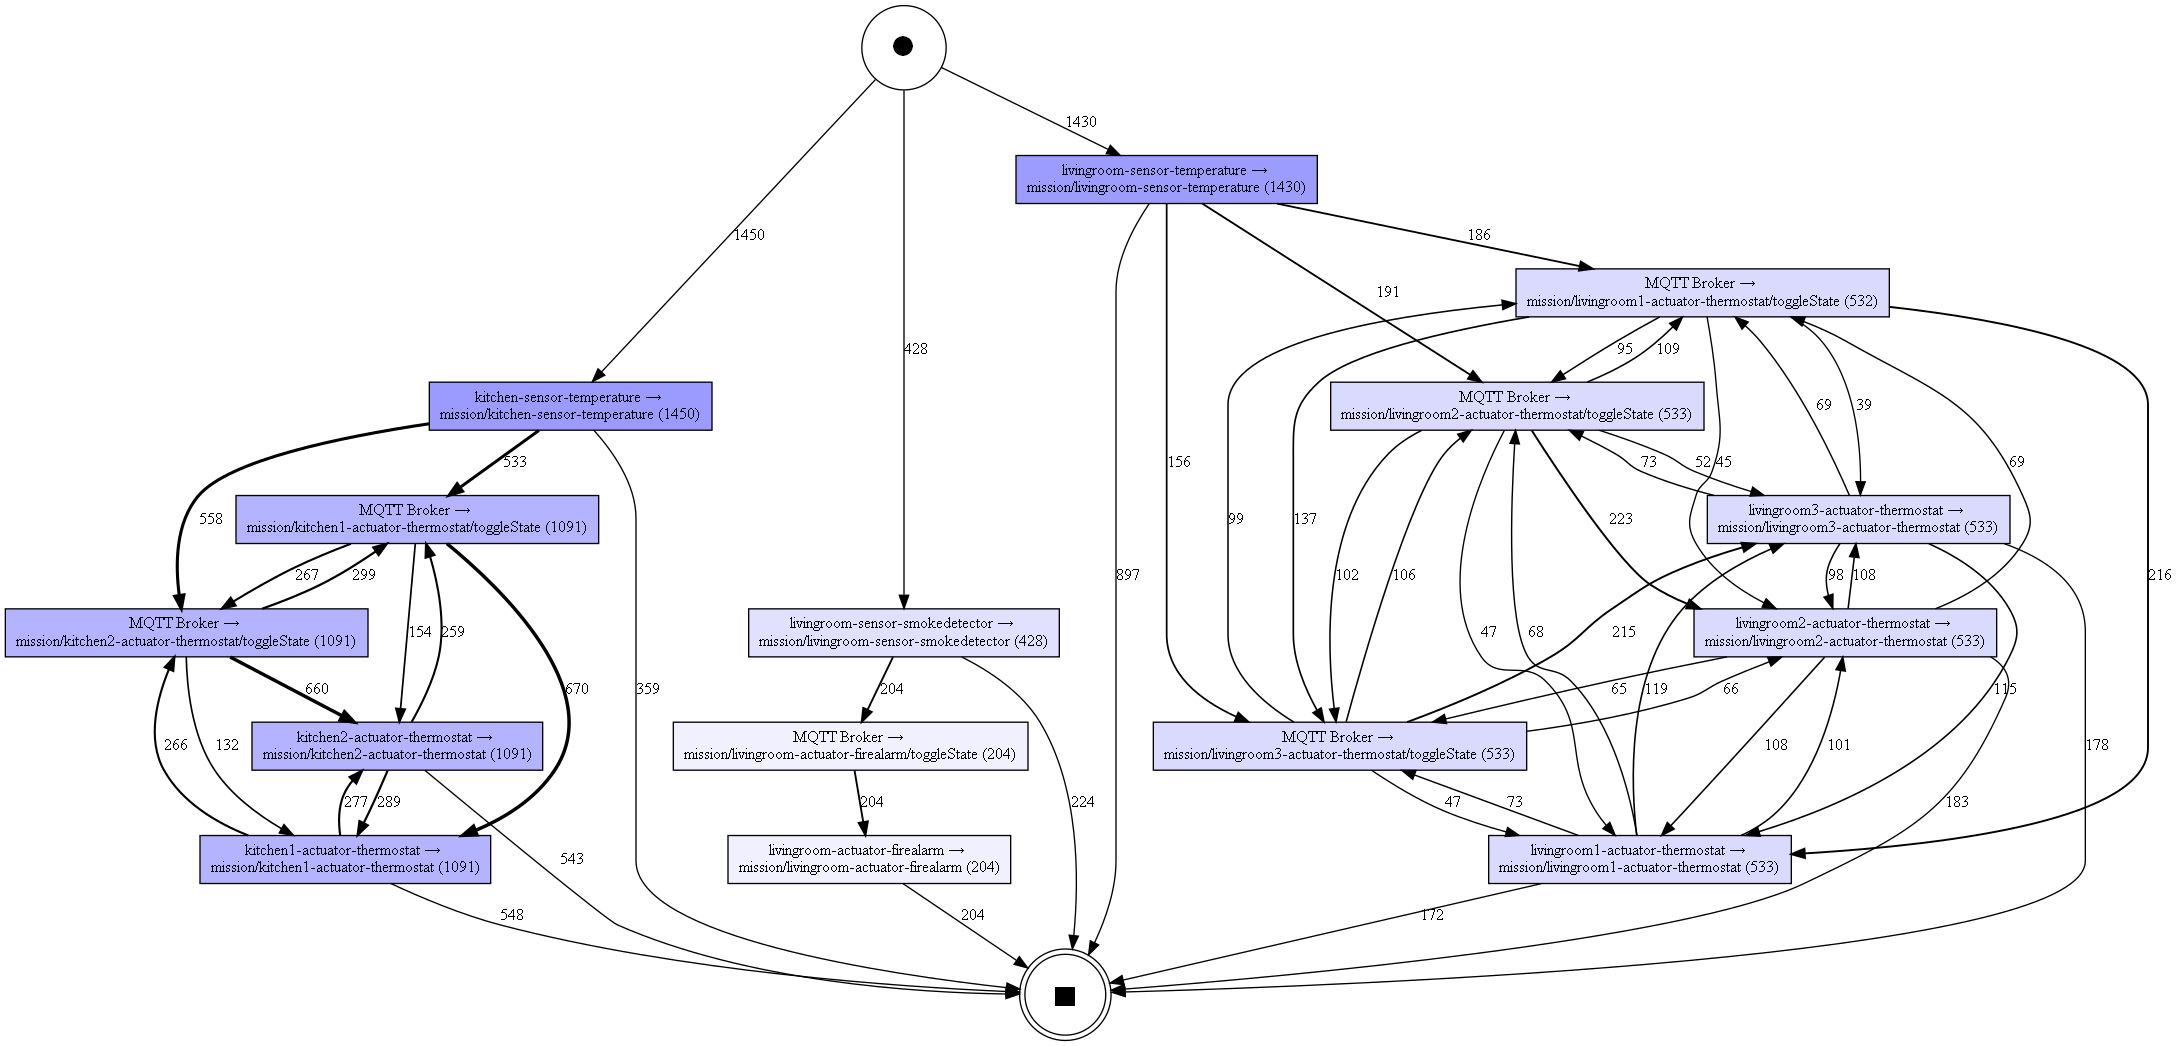 1430
livingroom-sensor-temperature →
mission/livingroom-sensor-temperature (1430)
1450
186
MQTT Broker →
mission/livingroom1-actuator-thermostat/toggleState (532)
191
428
95
109
kitchen-sensor-temperature →
mission/kitchen-sensor-temperature (1450)
MQTT Broker →
mission/livingroom2-actuator-thermostat/toggleState (533)
69
39
533
156
73
52
45
69
558
MQTT Broker →
mission/kitchen1-actuator-thermostat/toggleState (1091)
99
137
223
livingroom3-actuator-thermostat →
mission/livingroom3-actuator-thermostat (533)
267
299
897
102
106
98
108
216
MQTT Broker →
mission/kitchen2-actuator-thermostat/toggleState (1091)
154
259
livingroom-sensor-smokedetector →
mission/livingroom-sensor-smokedetector (428)
47
68
215
livingroom2-actuator-thermostat →
mission/livingroom2-actuator-thermostat (533)
660
670
359
204
65
119
66
115
266
132
kitchen2-actuator-thermostat →
mission/kitchen2-actuator-thermostat (1091)
MQTT Broker →
mission/livingroom-actuator-firealarm/toggleState (204)
MQTT Broker →
mission/livingroom3-actuator-thermostat/toggleState (533)
108
101
178
277
289
204
224
47
73
183
kitchen1-actuator-thermostat →
mission/kitchen1-actuator-thermostat (1091)
543
livingroom-actuator-firealarm →
mission/livingroom-actuator-firealarm (204)
livingroom1-actuator-thermostat →
mission/livingroom1-actuator-thermostat (533)
548
204
172